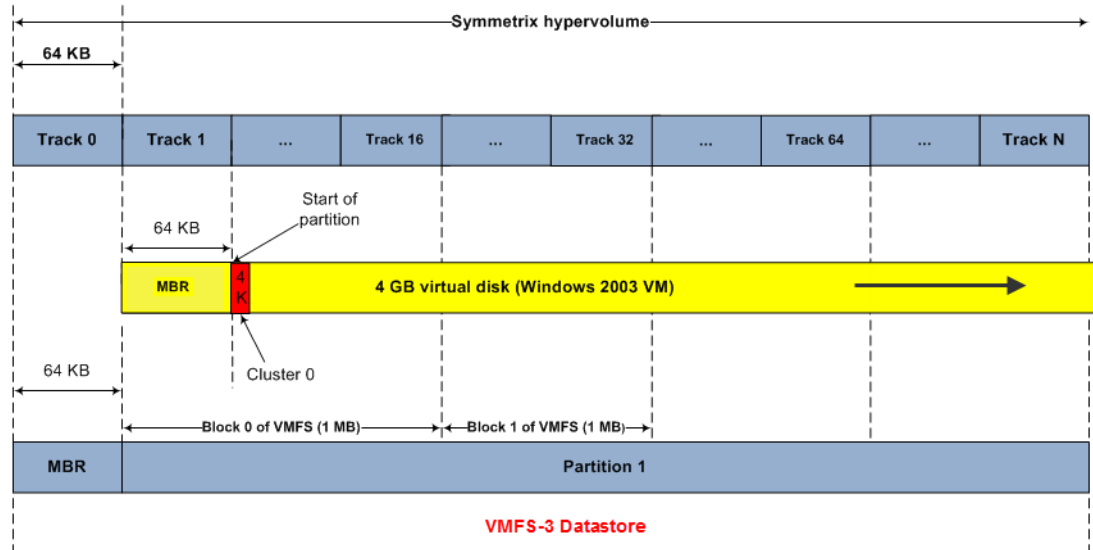 Symmetrix hypervolume
64 KB
Track 0
Track 1
...
Track 16
...
Track 32
...
Track 64
...
Track N
Start of
partition
64 KB
MBR
4
K
4 GB virtual disk (Windows 2003 VM)
Cluster 0
64 KB
Block 0 of VMFS (1 MB)
Block 1 of VMFS (1 MB)
MBR
Partition 1
VMFS-3 Datastore